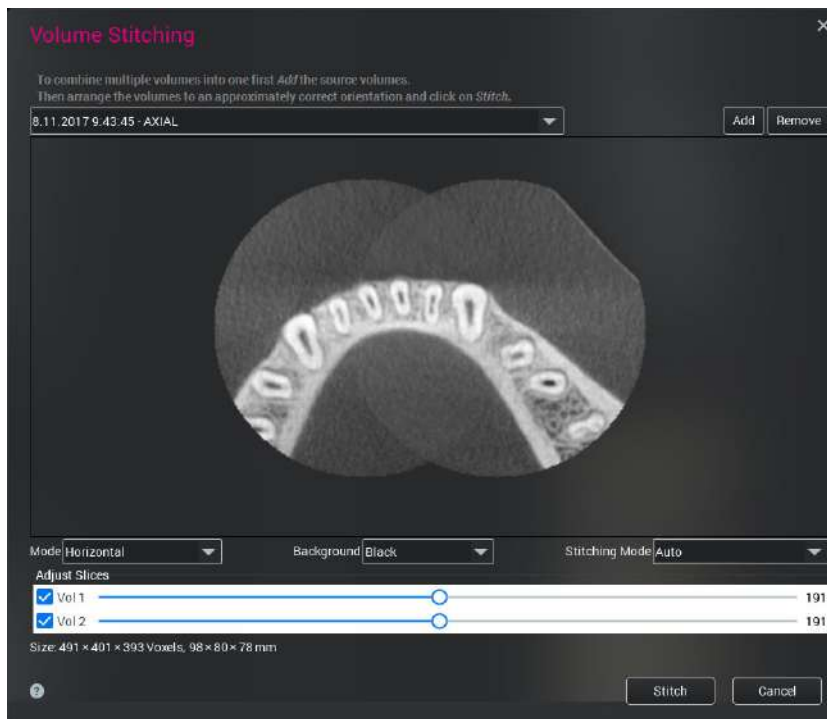 Volume Stitching
To combine multiple volumes into one first Add the source volumes.
Then arrange the volumes to an approximately correct orientation and click on Stitch.
8.11.2017 9:43:45 - AXIAL
Add
Remove
Mode Horizontal
Background Black
Stitching Mode Auto
Adjust Slices
Vol 1 191
Vol 2 191
Size: 491 × 401 × 393 Voxels, 98 × 80 × 78 mm
?
Stitch
Cancel